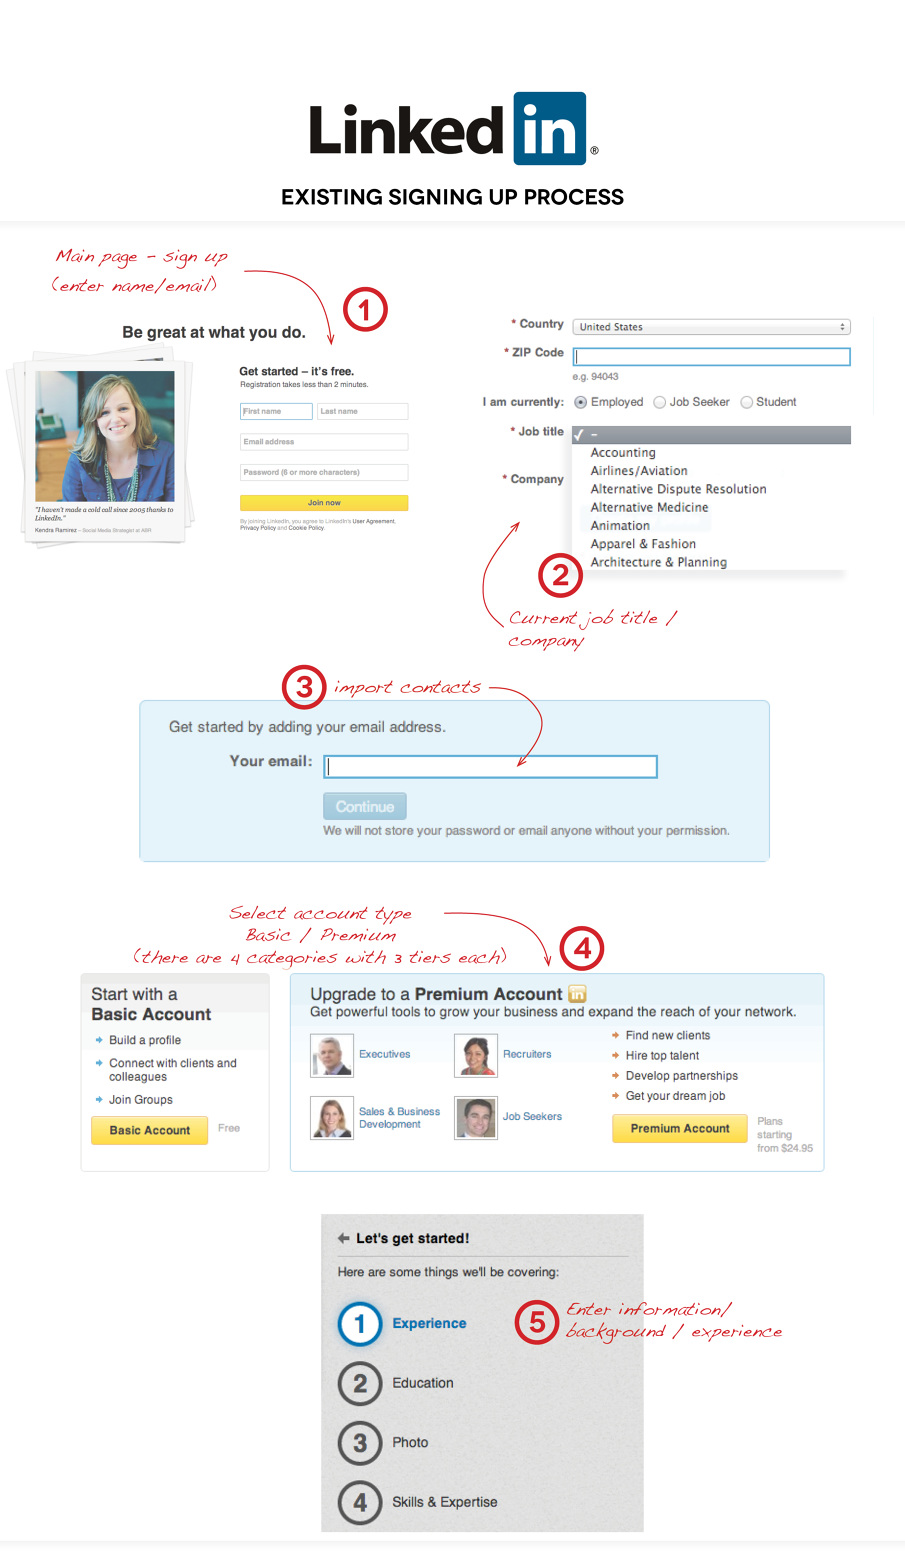 Linked in ®
EXISTING SIGNING UP PROCESS
Main page - sign up
(enter name/email)
1
Be great at what you do.
"I haven't made a cold call since 2005 thanks to
LinkedIn."
Kendra Ramirez – Social Media Strategist at ASR
Get started – it's free.
Registration takes less than 2 minutes.
First name
Last name
Email address
Password (6 or more characters)
Join now
By joining LinkedIn, you agree to LinkedIn's User Agreement,
Privacy Policy and Cookie Policy.
* Country
United States
* ZIP Code
e.g. 94043
I am currently:
Employed
Job Seeker
Student
* Job title
✓ –
* Company
Accounting
Airlines/Aviation
Alternative Dispute Resolution
Alternative Medicine
Animation
Apparel & Fashion
Architecture & Planning
2
Current job title /
company
3
import contacts
Get started by adding your email address.
Your email:
Continue
We will not store your password or email anyone without your permission.
Select account type
Basic / Premium
(there are 4 categories with 3 tiers each)
4
Start with a
Basic Account
Build a profile
Connect with clients and
colleagues
Join Groups
Basic Account
Free
Upgrade to a Premium Account in
Get powerful tools to grow your business and expand the reach of your network.
Executives
Recruiters
Sales & Business
Development
Job Seekers
Find new clients
Hire top talent
Develop partnerships
Get your dream job
Premium Account
Plans
starting
from $24.95
Let's get started!
Here are some things we'll be covering:
1 Experience
5
Enter information/
background / experience
2 Education
3 Photo
4 Skills & Expertise